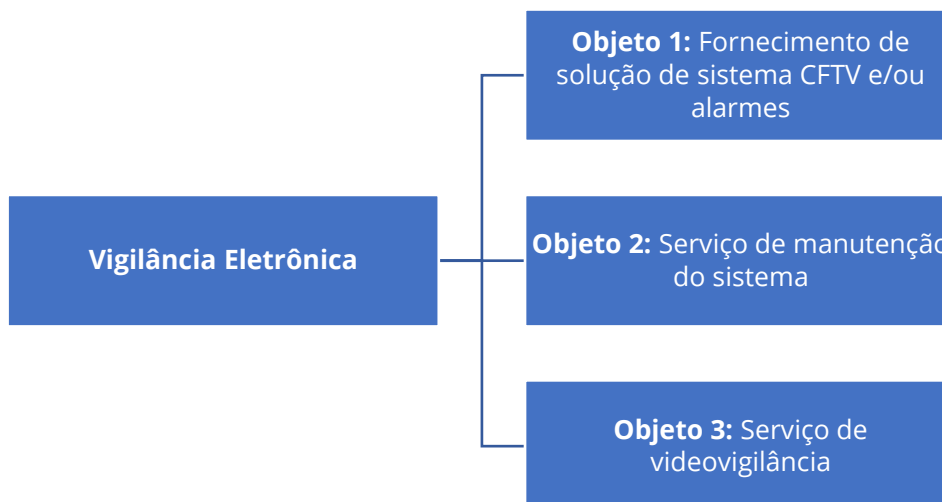 Objeto 1: Fornecimento de
solução de sistema CFTV e/ou
alarmes
Vigilância Eletrônica
Objeto 2: Serviço de manutenção
do sistema
Objeto 3: Serviço de
videovigilância